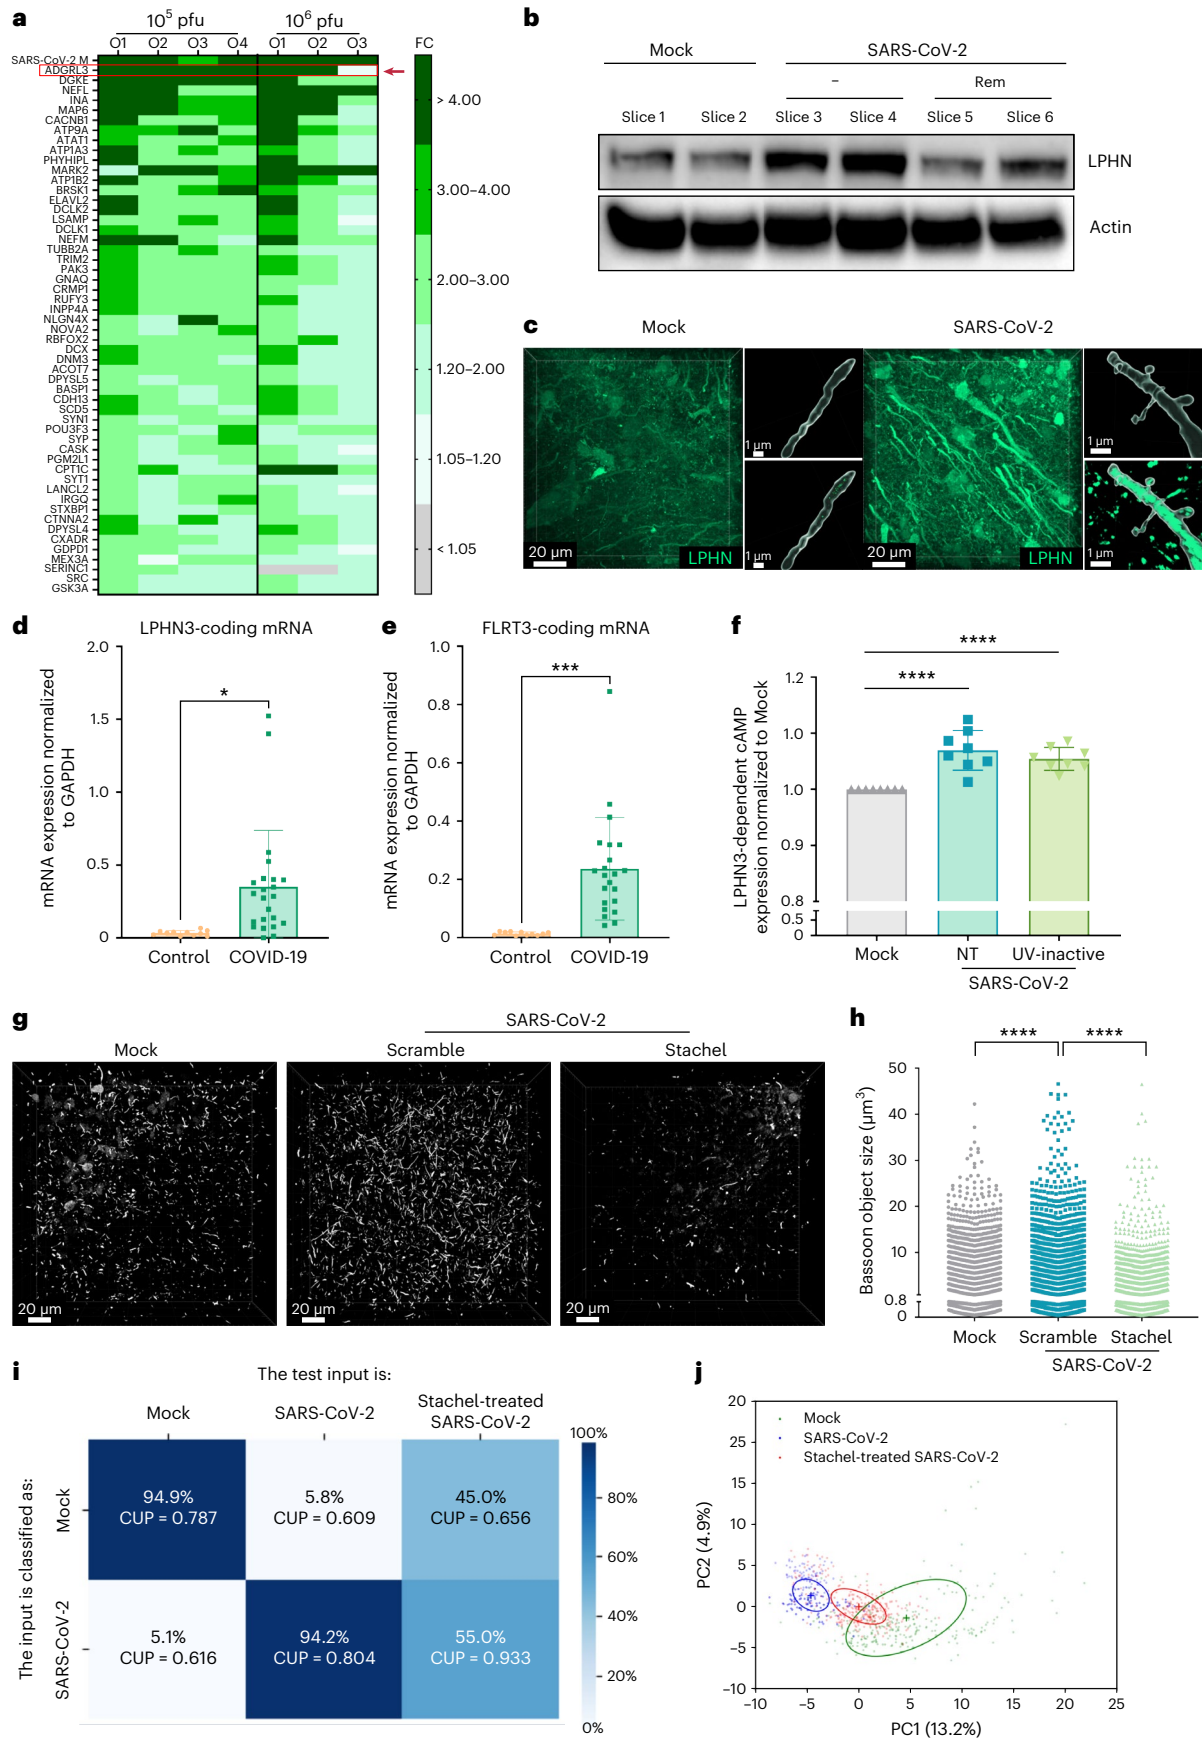 a
10⁵ pfu
10⁶ pfu
O1 O2 O3 O4 O1 O2 O3
FC
SARS-CoV-2 M
ADGRL3
DGKE
NEFL
INA
MAP6
CACNB1
ATP9A
ATAT1
ATP1A3
PHYHIPL
MARK2
ATP1B2
BRSK1
ELAVL2
DCLK2
LSAMP
DCLK1
NEFM
TUBB2A
TRIM2
PAK3
GNAQ
CRMP1
RUFY3
INPP4A
NLGN4X
NOVA2
RBFOX2
DCX
DNM3
ACOT7
DPYSL5
BASP1
CDH13
SCD5
SYN1
POU3F3
SYP
CASK
PGM2L1
CPT1C
SYT1
LANCL2
IRGQ
STXBP1
CTNNA2
DPYSL4
CXADR
GDPD1
MEX3A
SERINC1
SRC
GSK3A
> 4.00
3.00–4.00
2.00–3.00
1.20–2.00
1.05–1.20
< 1.05
b
Mock
SARS-CoV-2
–
Rem
Slice 1 Slice 2 Slice 3 Slice 4 Slice 5 Slice 6
LPHN
Actin
c
Mock
SARS-CoV-2
1 µm
1 µm
20 µm
LPHN
1 µm
20 µm
LPHN
1 µm
d
LPHN3-coding mRNA
mRNA expression normalized
to GAPDH
2.0
1.5
1.0
0.5
0
*
Control
COVID-19
e
FLRT3-coding mRNA
mRNA expression normalized
to GAPDH
1.0
0.8
0.6
0.4
0.2
0
***
Control
COVID-19
f
LPHN3-dependent cAMP
expression normalized to Mock
1.2
1.0
1.0
0.9
0.8
0.5
0
****
****
Mock
NT
UV-inactive
SARS-CoV-2
g
SARS-CoV-2
Mock
Scramble
Stachel
20 µm
20 µm
20 µm
h
Bassoon object size (µm³)
50
40
30
20
10
0.8
0
****
****
Mock
Scramble
Stachel
SARS-CoV-2
i
The test input is:
Mock
SARS-CoV-2
Stachel-treated
SARS-CoV-2
The input is classified as:
Mock
SARS-CoV-2
94.9%
CUP = 0.787
5.8%
CUP = 0.609
45.0%
CUP = 0.656
5.1%
CUP = 0.616
94.2%
CUP = 0.804
55.0%
CUP = 0.933
100%
80%
60%
40%
20%
0%
j
Mock
SARS-CoV-2
Stachel-treated SARS-CoV-2
PC2 (4.9%)
20
25
15
10
5
0
–5
–10
–10 –5 0 5 10 15 20 25
PC1 (13.2%)